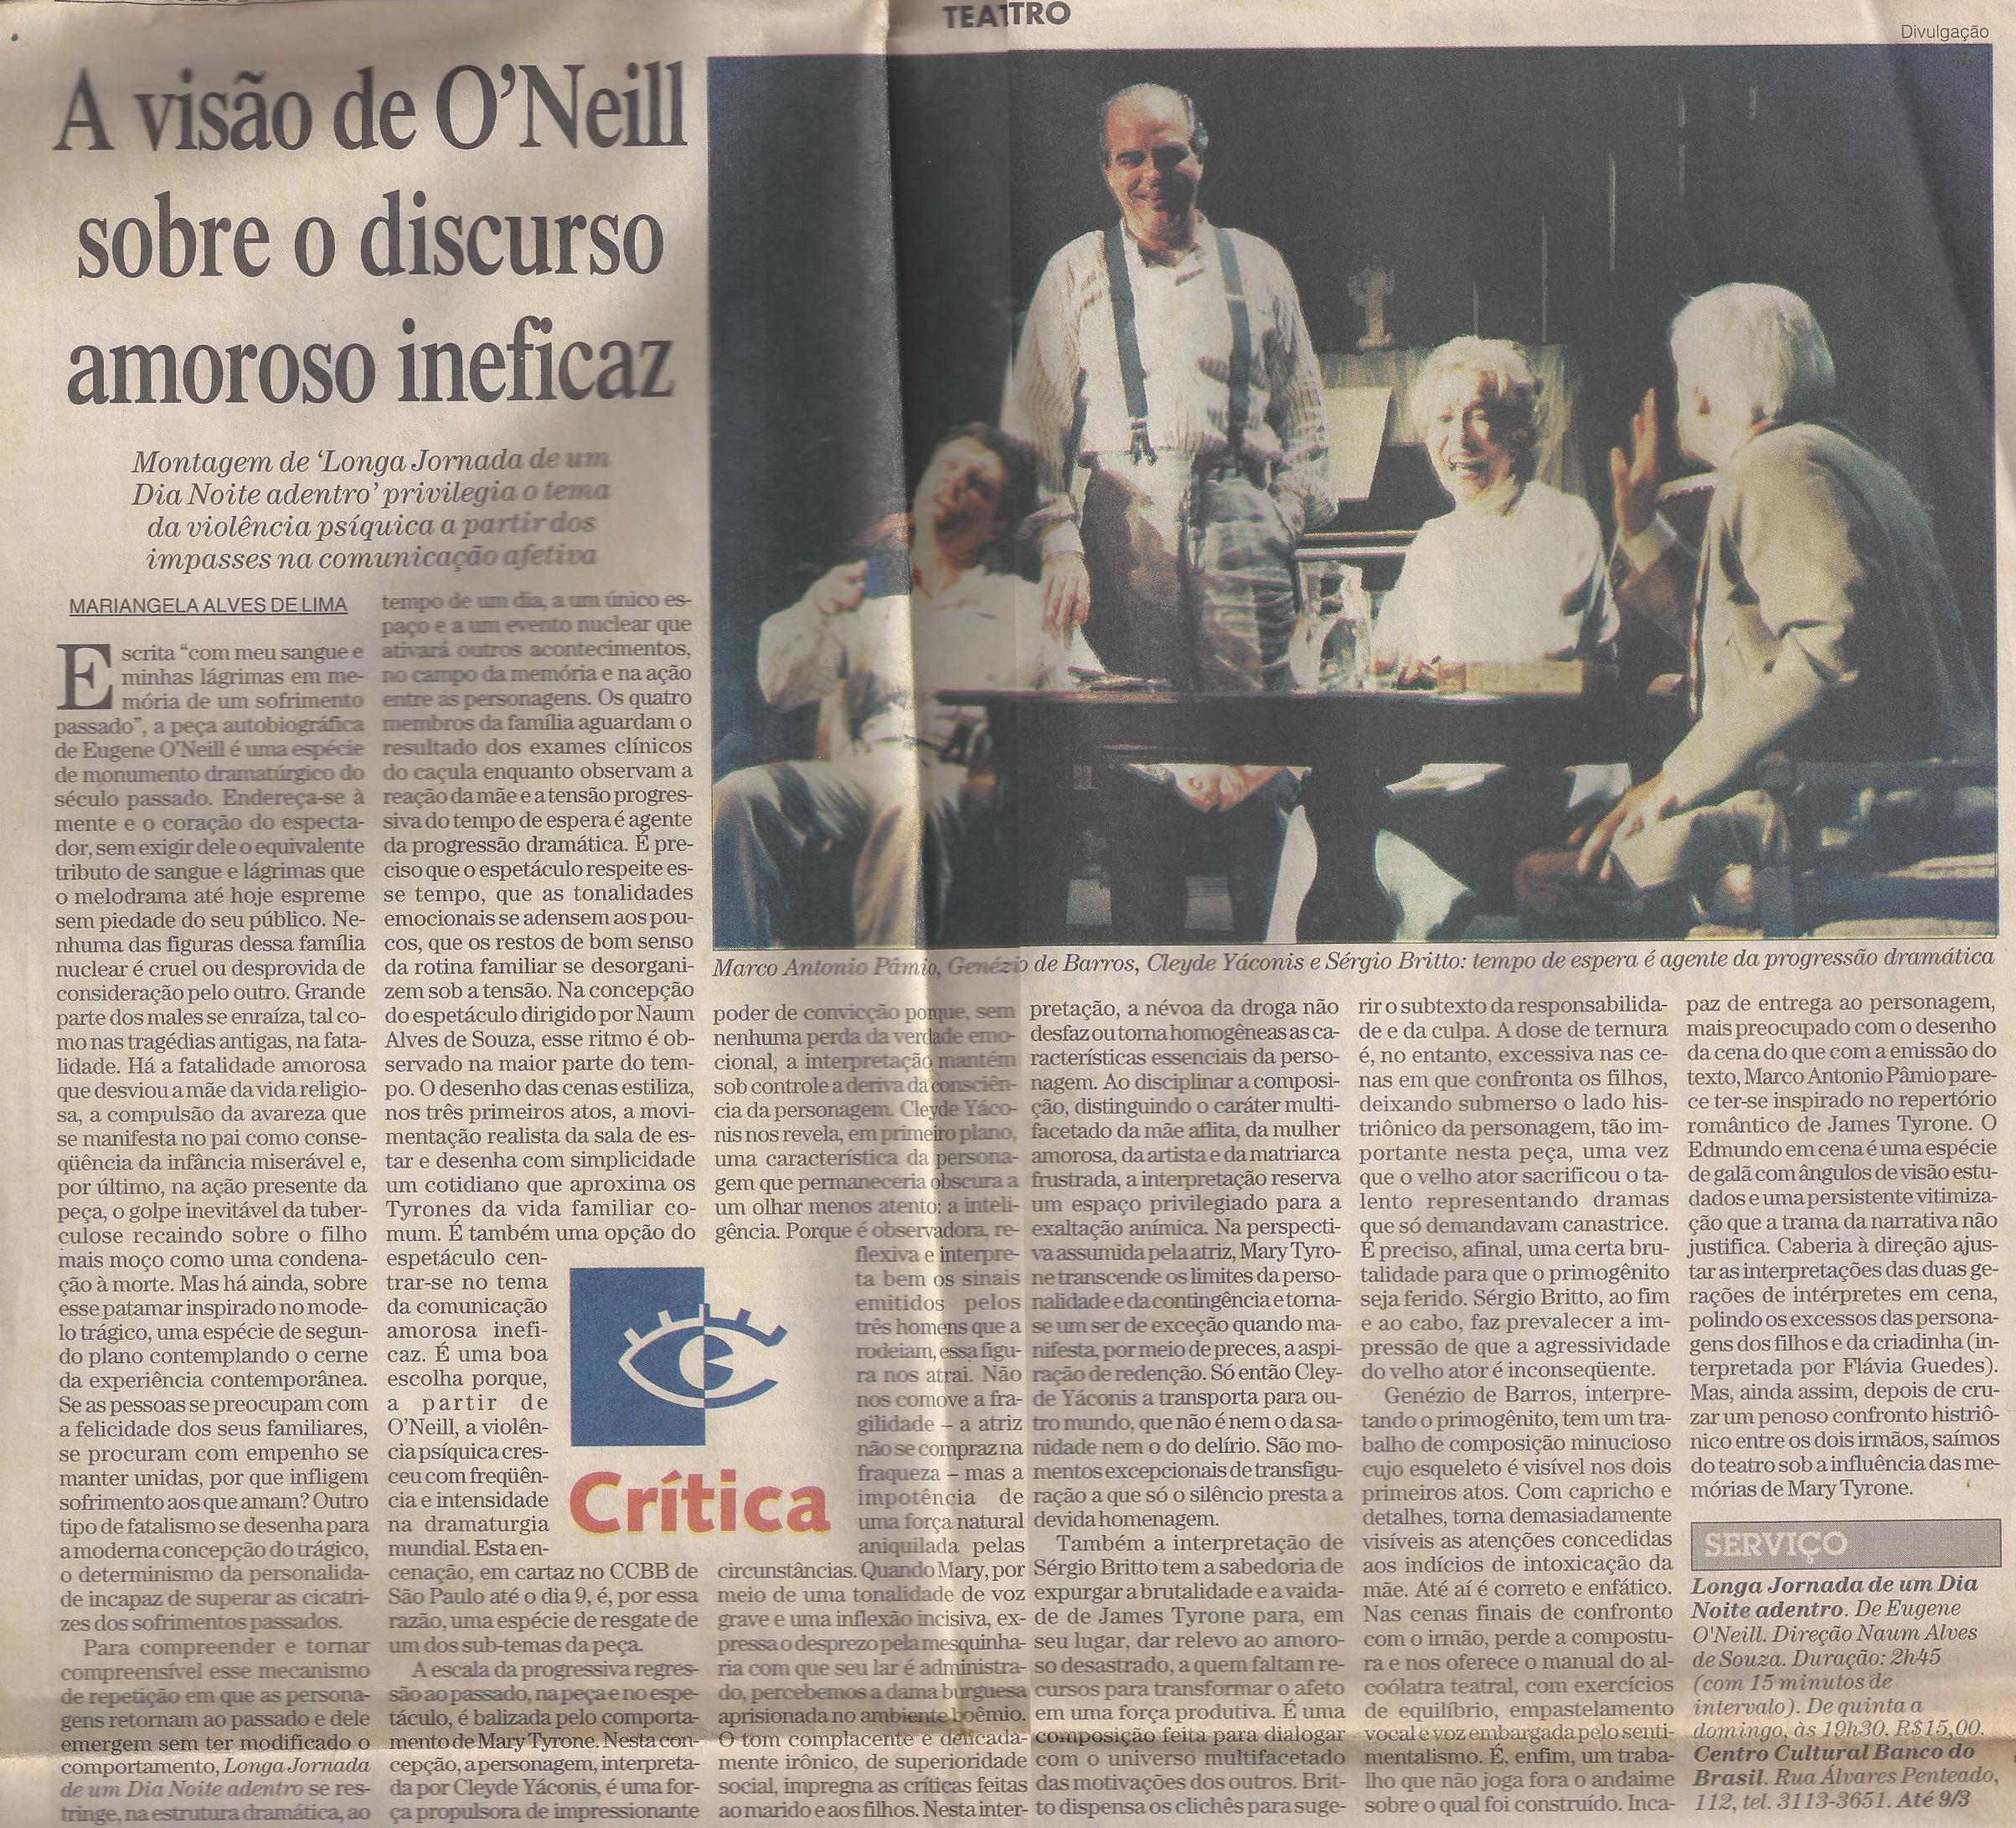 TEATRO
Divulgação
A visão de O'Neill
sobre o discurso
amoroso ineficaz
Montagem de 'Longa Jornada de um
Dia Noite adentro' privilegia o tema
da violência psíquica a partir dos
impasses na comunicação afetiva
Marco Antonio Pâmio, Genézio de Barros, Cleyde Yáconis e Sérgio Britto: tempo de espera é agente da progressão dramática
MARIANGELA ALVES DE LIMA
Escrita "com meu sangue e
minhas lágrimas em me-
mória de um sofrimento
passado", a peça autobiográfica
de Eugene O'Neill é uma espécie
de monumento dramatúrgico do
século passado. Endereça-se à
mente e o coração do especta-
dor, sem exigir dele o equivalente
tributo de sangue e lágrimas que
o melodrama até hoje espreme
sem piedade do seu público. Ne-
nhuma das figuras dessa família
nuclear é cruel ou desprovida de
consideração pelo outro. Grande
parte dos males se enraíza, tal co-
mo nas tragédias antigas, na fata-
lidade. Há a fatalidade amorosa
que desviou a mãe da vida religio-
sa, a compulsão da avareza que
se manifesta no pai como conse-
qüência da infância miserável e,
por último, na ação presente da
peça, o golpe inevitável da tuber-
culose recaindo sobre o filho
mais moço como uma condena-
ção à morte. Mas há ainda, sobre
esse patamar inspirado no mode-
lo trágico, uma espécie de segun-
do plano contemplando o cerne
da experiência contemporânea.
Se as pessoas se preocupam com
a felicidade dos seus familiares,
se procuram com empenho se
manter unidas, por que infligem
sofrimento aos que amam? Outro
tipo de fatalismo se desenha para
a moderna concepção do trágico,
o determinismo da personalida-
de incapaz de superar as cicatri-
zes dos sofrimentos passados.
Para compreender e tornar
compreensível esse mecanismo
de repetição em que as persona-
gens retornam ao passado e dele
emergem sem ter modificado o
comportamento, Longa Jornada
de um Dia Noite adentro se res-
tringe, na estrutura dramática, ao
tempo de um dia, a um único es-
paço e a um evento nuclear que
ativará outros acontecimentos,
no campo da memória e na ação
entre as personagens. Os quatro
membros da família aguardam o
resultado dos exames clínicos
do caçula enquanto observam a
reação da mãe e a tensão progres-
siva do tempo de espera é agente
da progressão dramática. É pre-
ciso que o espetáculo respeite es-
se tempo, que as tonalidades
emocionais se adensem aos pou-
cos, que os restos de bom senso
da rotina familiar se desorgani-
zem sob a tensão. Na concepção
do espetáculo dirigido por Naum
Alves de Souza, esse ritmo é ob-
servado na maior parte do tem-
po. O desenho das cenas estiliza,
nos três primeiros atos, a movi-
mentação realista da sala de es-
tar e desenha com simplicidade
um cotidiano que aproxima os
Tyrones da vida familiar co-
mum. É também uma opção do
espetáculo cen-
trar-se no tema
da comunicação
amorosa inefi-
caz. É uma boa
escolha porque,
a partir de
O'Neill, a violên-
cia psíquica cres-
ceu com freqüên-
cia e intensidade
na dramaturgia
mundial. Esta en-
cenação, em cartaz no CCBB de
São Paulo até o dia 9, é, por essa
razão, uma espécie de resgate de
um dos sub-temas da peça.
A escala da progressiva regres-
são ao passado, na peça e no espe-
táculo, é balizada pelo comporta-
mento de Mary Tyrone. Nesta con-
cepção, a personagem, interpreta-
da por Cleyde Yáconis, é uma for-
ça propulsora de impressionante
Crítica
poder de convicção porque, sem
nenhuma perda da verdade emo-
cional, a interpretação mantém
sob controle a deriva da consciên-
cia da personagem. Cleyde Yáco-
nis nos revela, em primeiro plano,
uma característica da persona-
gem que permaneceria obscura a
um olhar menos atento: a inteli-
gência. Porque é observadora, re-
flexiva e interpre-
ta bem os sinais
emitidos pelos
três homens que a
rodeiam, essa figu-
ra nos atrai. Não
nos comove a fra-
gilidade – a atriz
não se compraz na
fraqueza – mas a
impotência de
uma força natural
aniquilada pelas
circunstâncias. Quando Mary, por
meio de uma tonalidade de voz
grave e uma inflexão incisiva, ex-
pressa o desprezo pela mesquinha-
ria com que seu lar é administra-
do, percebemos a dama burguesa
aprisionada no ambiente boêmio.
O tom complacente e delicada-
mente irônico, de superioridade
social, impregna as críticas feitas
ao marido e aos filhos. Nesta inter-
pretação, a névoa da droga não
desfaz ou torna homogêneas as ca-
racterísticas essenciais da perso-
nagem. Ao disciplinar a composi-
ção, distinguindo o caráter multi-
facetado da mãe aflita, da mulher
amorosa, da artista e da matriarca
frustrada, a interpretação reserva
um espaço privilegiado para a
exaltação anímica. Na perspecti-
va assumida pela atriz, Mary Tyro-
ne transcende os limites da perso-
nalidade e da contingência e torna-
se um ser de exceção quando ma-
nifesta, por meio de preces, a aspi-
ração de redenção. Só então Cley-
de Yáconis a transporta para ou-
tro mundo, que não é nem o da sa-
nidade nem o do delírio. São mo-
mentos excepcionais de transfigu-
ração a que só o silêncio presta a
devida homenagem.
Também a interpretação de
Sérgio Britto tem a sabedoria de
expurgar a brutalidade e a vaida-
de de James Tyrone para, em
seu lugar, dar relevo ao amoro-
so desastrado, a quem faltam re-
cursos para transformar o afeto
em uma força produtiva. É uma
composição feita para dialogar
com o universo multifacetado
das motivações dos outros. Brit-
to dispensa os clichês para suge-
rir o subtexto da responsabilida-
de e da culpa. A dose de ternura
é, no entanto, excessiva nas ce-
nas em que confronta os filhos,
deixando submerso o lado his-
triônico da personagem, tão im-
portante nesta peça, uma vez
que o velho ator sacrificou o ta-
lento representando dramas
que só demandavam canastrice.
É preciso, afinal, uma certa bru-
talidade para que o primogênito
seja ferido. Sérgio Britto, ao fim
e ao cabo, faz prevalecer a im-
pressão de que a agressividade
do velho ator é inconseqüente.
Genézio de Barros, interpre-
tando o primogênito, tem um tra-
balho de composição minucioso
cujo esqueleto é visível nos dois
primeiros atos. Com capricho e
detalhes, torna demasiadamente
visíveis as atenções concedidas
aos indícios de intoxicação da
mãe. Até aí é correto e enfático.
Nas cenas finais de confronto
com o irmão, perde a compostu-
ra e nos oferece o manual do al-
coólatra teatral, com exercícios
de equilíbrio, empastelamento
vocal e voz embargada pelo senti-
mentalismo. É, enfim, um traba-
lho que não joga fora o andaime
sobre o qual foi construído. Inca-
paz de entrega ao personagem,
mais preocupado com o desenho
da cena do que com a emissão do
texto, Marco Antonio Pâmio pare-
ce ter-se inspirado no repertório
romântico de James Tyrone. O
Edmundo em cena é uma espécie
de galã com ângulos de visão estu-
dados e uma persistente vitimiza-
ção que a trama da narrativa não
justifica. Caberia à direção ajus-
tar as interpretações das duas ge-
rações de intérpretes em cena,
polindo os excessos das persona-
gens dos filhos e da criadinha (in-
terpretada por Flávia Guedes).
Mas, ainda assim, depois de cru-
zar um penoso confronto histriô-
nico entre os dois irmãos, saímos
do teatro sob a influência das me-
mórias de Mary Tyrone.
SERVIÇO
Longa Jornada de um Dia
Noite adentro. De Eugene
O'Neill. Direção Naum Alves
de Souza. Duração: 2h45
(com 15 minutos de
intervalo). De quinta a
domingo, às 19h30. R$15,00.
Centro Cultural Banco do
Brasil. Rua Álvares Penteado,
112, tel. 3113-3651. Até 9/3